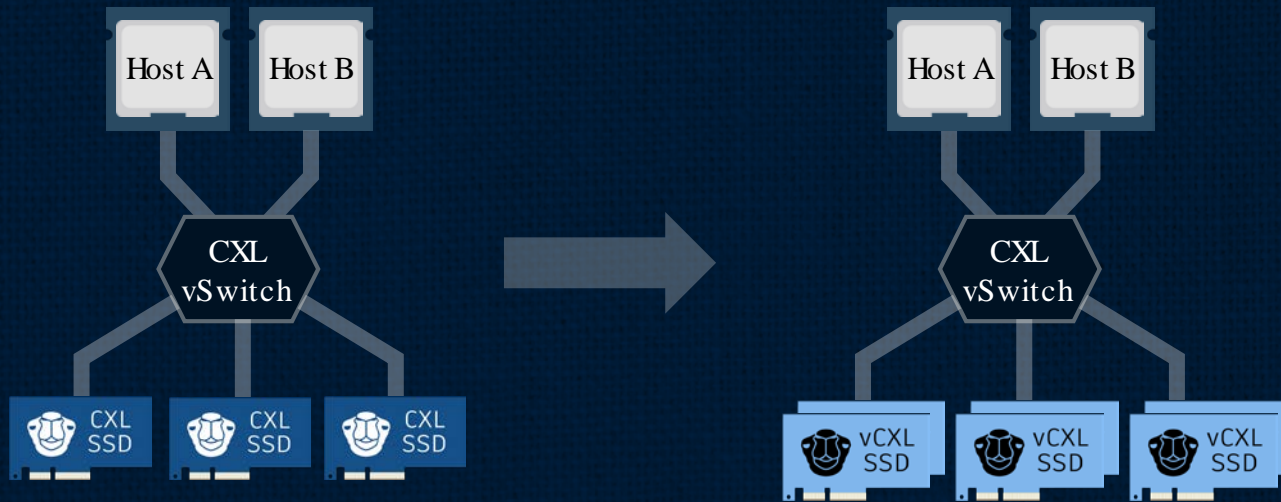 Host A
Host B
CXL
vSwitch
CXL
SSD
CXL
SSD
CXL
SSD
Host A
Host B
CXL
vSwitch
vCXL
SSD
vCXL
SSD
vCXL
SSD